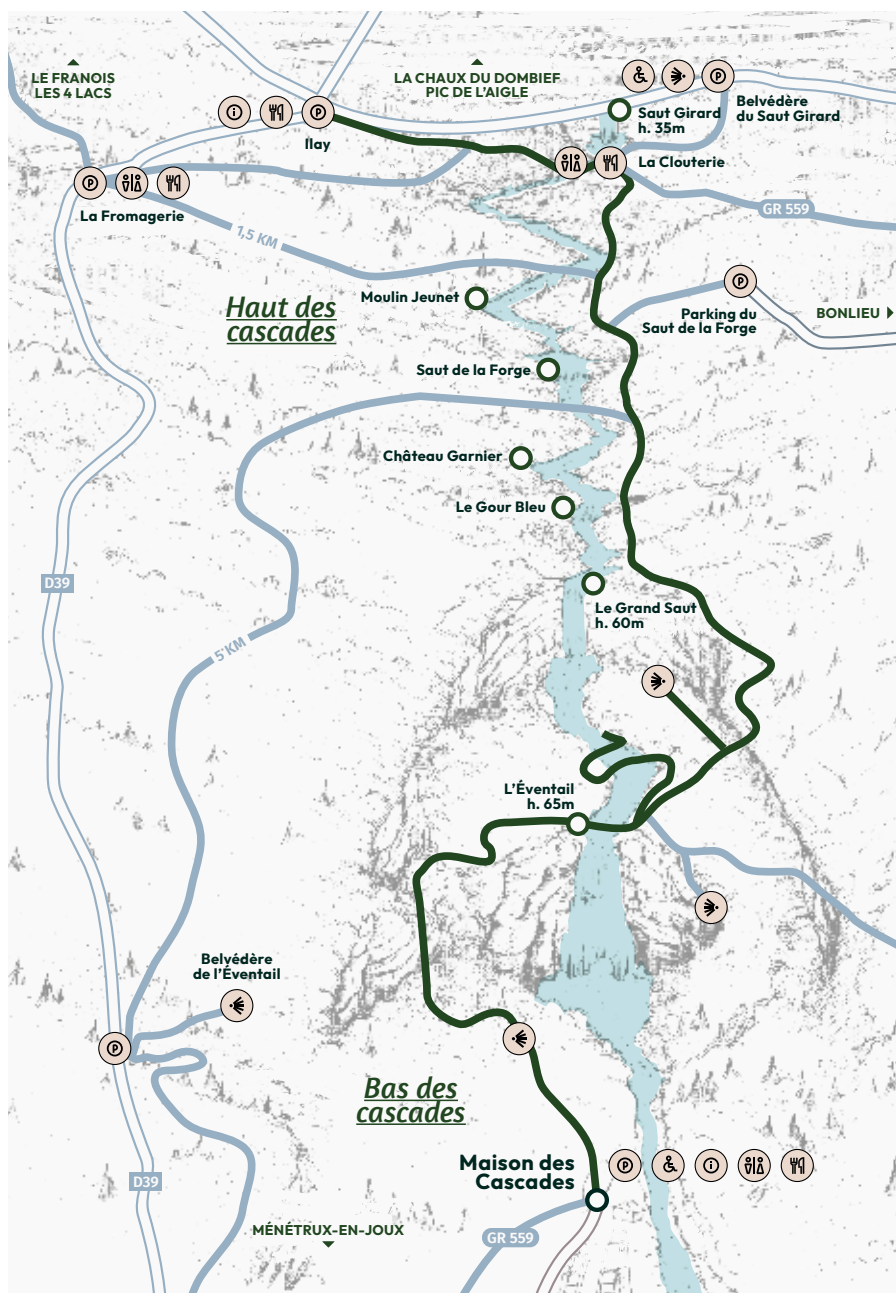 LE FRANOIS
LES 4 LACS
LA CHAUX DU DOMBIEF
PIC DE L'AIGLE
P
Belvédère
du Saut Girard
i
P
Saut Girard
h. 35m
Ilay
La Clouterie
P
La Fromagerie
GR 559
1,5 KM
P
Moulin Jeunet
Haut des
cascades
Parking du
Saut de la Forge
BONLIEU
Saut de la Forge
Château Garnier
Le Gour Bleu
D39
Le Grand Saut
h. 60m
5 KM
L'Éventail
h. 65m
Belvédère
de l'Éventail
P
Bas des
cascades
Maison des
Cascades
P
i
D39
MÉNÉTRUX-EN-JOUX
GR 559